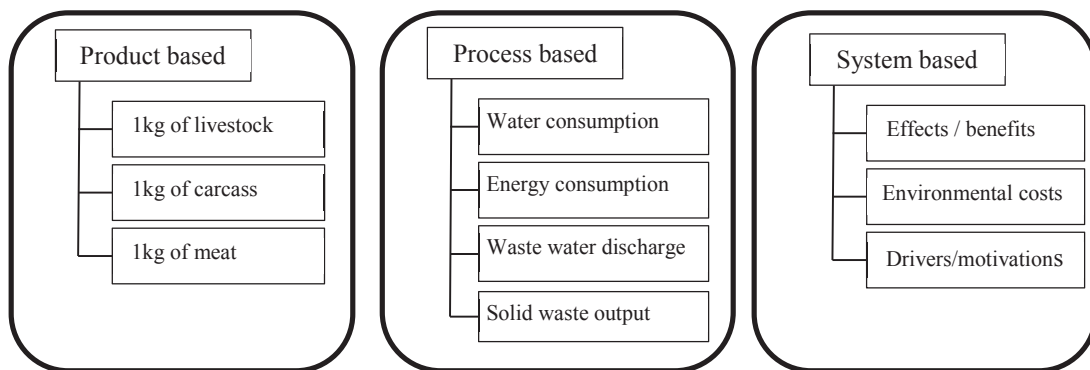 Product based
1kg of livestock
1kg of carcass
1kg of meat
Process based
Water consumption
Energy consumption
Waste water discharge
Solid waste output
System based
Effects / benefits
Environmental costs
Drivers/motivations